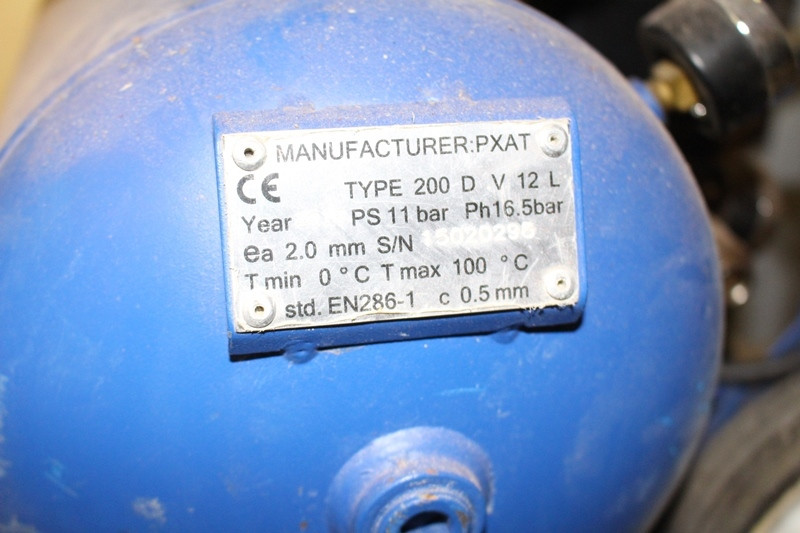 MANUFACTURER:PXAT
CE TYPE 200 D V 12 L
Year PS 11 bar Ph16.5bar
ea 2.0 mm S/N 15020298
T min 0 °C T max 100 °C
std. EN286-1 c 0.5 mm